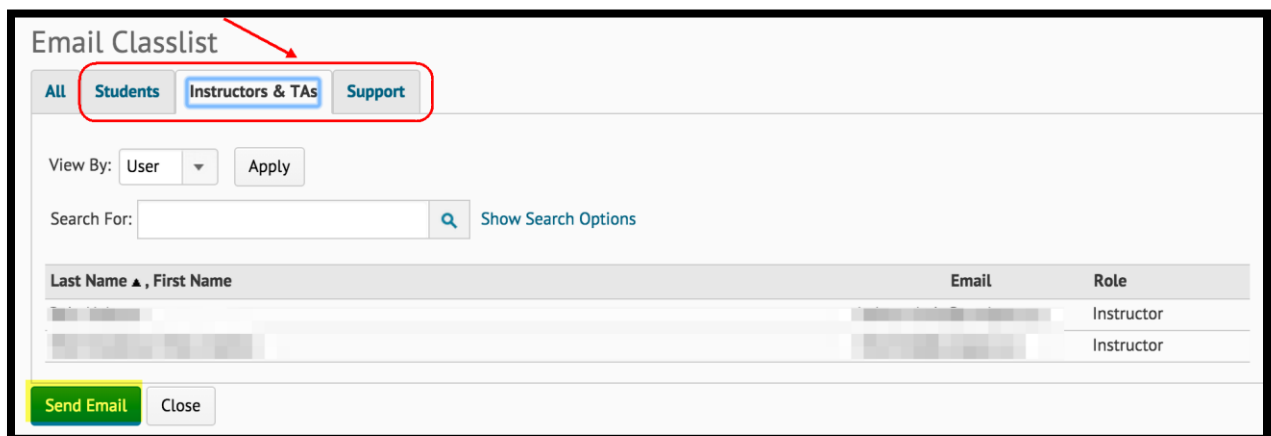 Email Classlist
All Students Instructors & TAs Support
View By: User Apply
Search For: Show Search Options
Last Name ▲ , First Name Email Role
Instructor
Instructor
Send Email Close